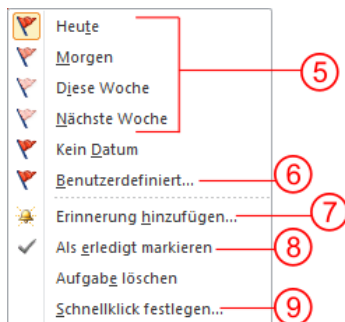 Heute
Morgen
Diese Woche
5
Nächste Woche
Kein Datum
Benutzerdefiniert... 6
Erinnerung hinzufügen... 7
Als erledigt markieren 8
Aufgabe löschen
Schnellklick festlegen... 9